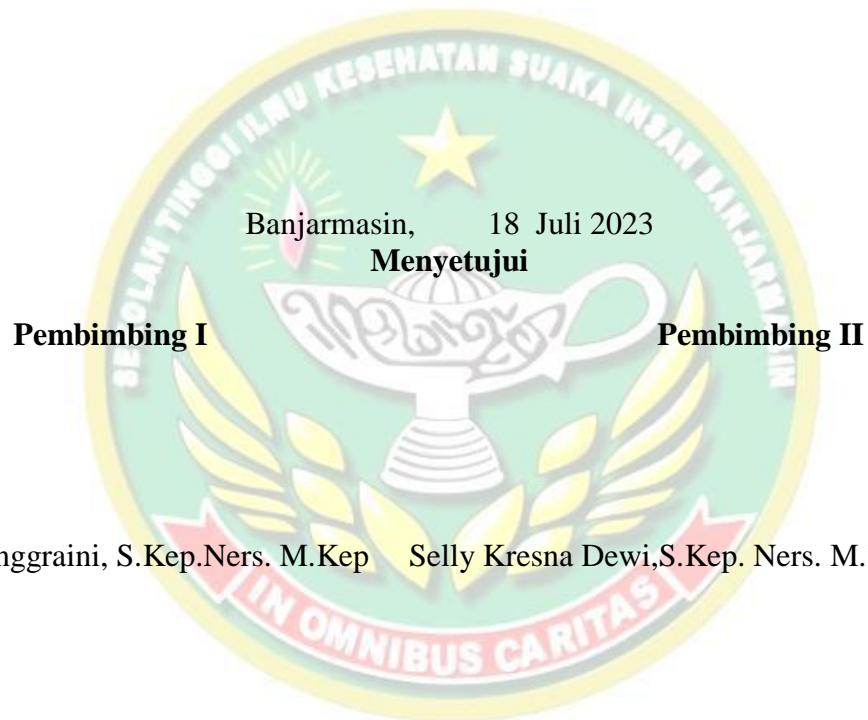 SEKOLAH TINGGI ILMU KESEHATAN SUAKA INSAN BANJARMASIN
Banjarmasin, 18 Juli 2023
Menyetujui
Pembimbing I Pembimbing II
nggraini, S.Kep.Ners. M.Kep Selly Kresna Dewi,S.Kep. Ners. M.
IN OMNIBUS CARITAS